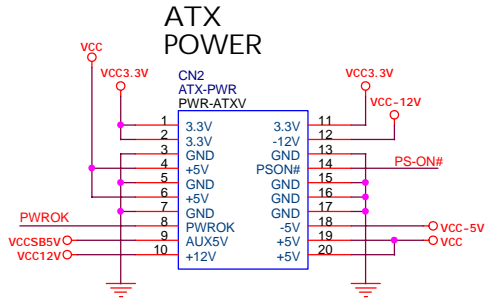 ATX
POWER
VCC
VCC3.3V
CN2
ATX-PWR
PWR-ATXV
VCC3.3V
VCC-12V
1 3.3V 3.3V 11
2 3.3V -12V 12
3 GND GND 13
4 +5V PSON# 14 PS-ON#
5 GND GND 15
6 +5V GND 16
7 GND GND 17
PWROK 8 PWROK -5V 18 VCC-5V
VCCSB5V 9 AUX5V +5V 19 VCC
VCC12V 10 +12V +5V 20